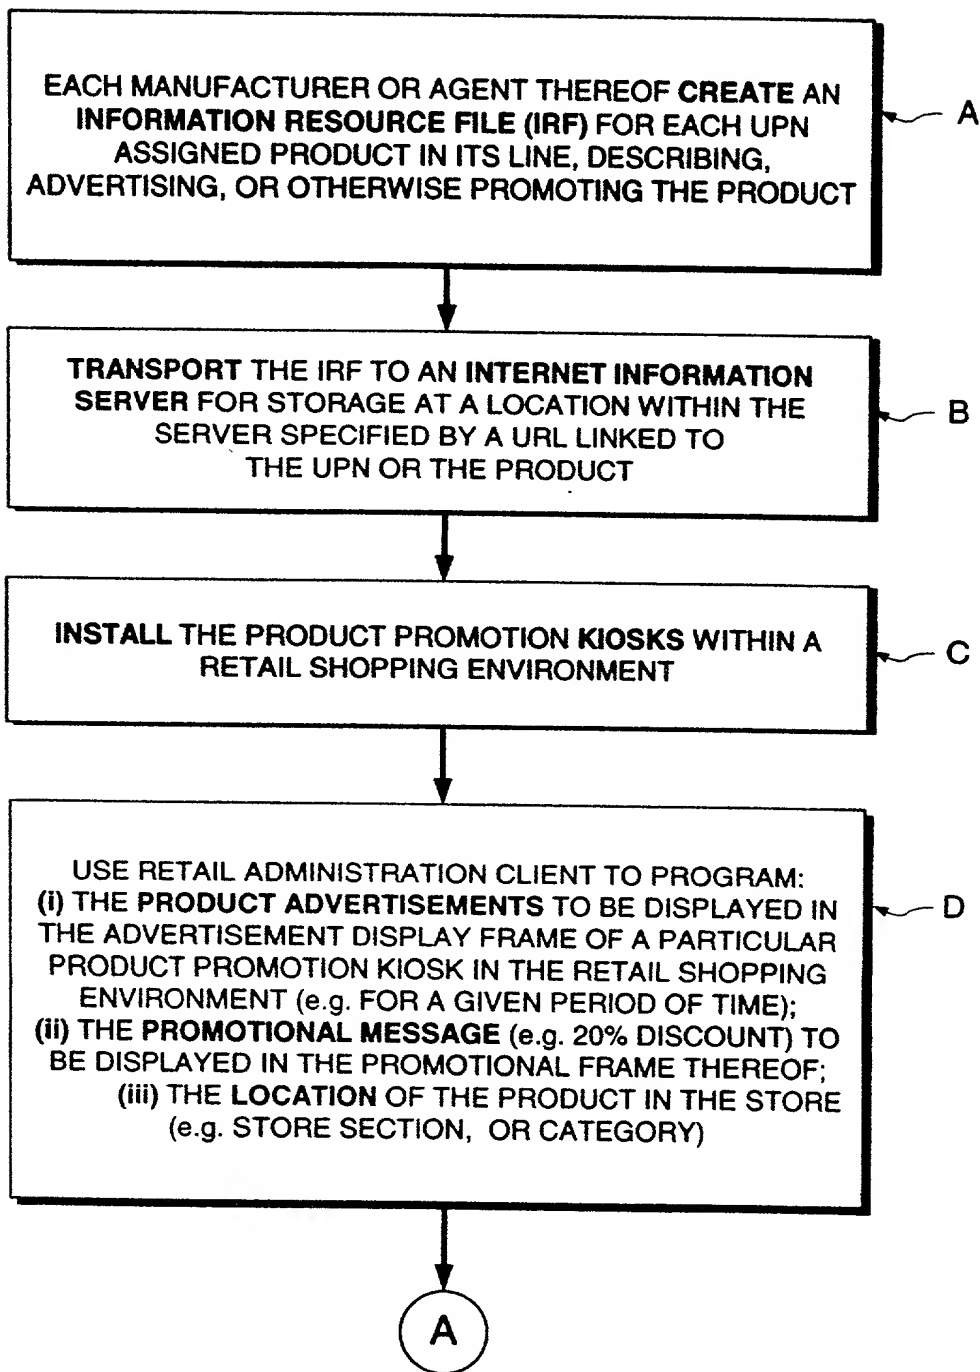 EACH MANUFACTURER OR AGENT THEREOF CREATE AN
INFORMATION RESOURCE FILE (IRF) FOR EACH UPN
ASSIGNED PRODUCT IN ITS LINE, DESCRIBING,
ADVERTISING, OR OTHERWISE PROMOTING THE PRODUCT
A
TRANSPORT THE IRF TO AN INTERNET INFORMATION
SERVER FOR STORAGE AT A LOCATION WITHIN THE
SERVER SPECIFIED BY A URL LINKED TO
THE UPN OR THE PRODUCT
B
INSTALL THE PRODUCT PROMOTION KIOSKS WITHIN A
RETAIL SHOPPING ENVIRONMENT
C
USE RETAIL ADMINISTRATION CLIENT TO PROGRAM:
(i) THE PRODUCT ADVERTISEMENTS TO BE DISPLAYED IN
THE ADVERTISEMENT DISPLAY FRAME OF A PARTICULAR
PRODUCT PROMOTION KIOSK IN THE RETAIL SHOPPING
ENVIRONMENT (e.g. FOR A GIVEN PERIOD OF TIME);
(ii) THE PROMOTIONAL MESSAGE (e.g. 20% DISCOUNT) TO
BE DISPLAYED IN THE PROMOTIONAL FRAME THEREOF;
(iii) THE LOCATION OF THE PRODUCT IN THE STORE
(e.g. STORE SECTION, OR CATEGORY)
D
A